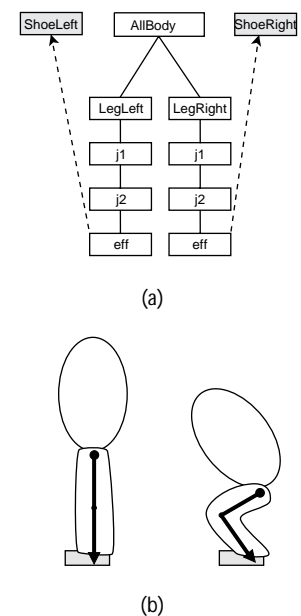 ShoeLeft AllBody ShoeRight
LegLeft LegRight
j1 j1
j2 j2
eff eff
(a)
(b)